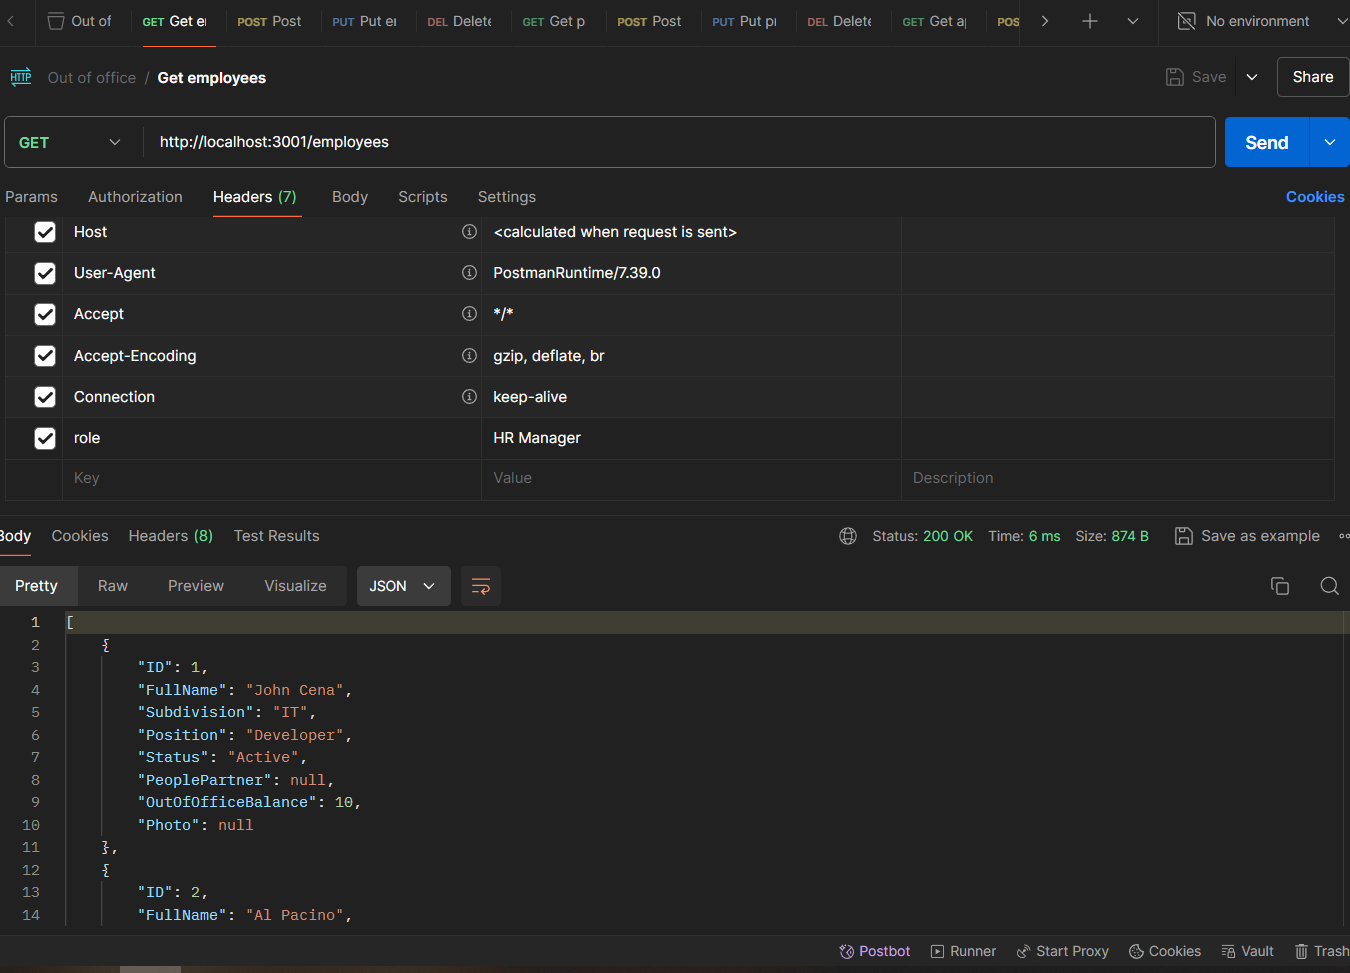 Out of
GET Get e
POST Post
PUT Put e
DEL Delete
GET Get p
POST Post
PUT Put p
DEL Delete
GET Get a
POS
No environment
HTTP Out of office / Get employees
Save
Share
GET http://localhost:3001/employees
Send
Params Authorization Headers (7) Body Scripts Settings Cookies
Host <calculated when request is sent>
User-Agent PostmanRuntime/7.39.0
Accept */*
Accept-Encoding gzip, deflate, br
Connection keep-alive
role HR Manager
Key Value Description
Body Cookies Headers (8) Test Results Status: 200 OK Time: 6 ms Size: 874 B Save as example
Pretty Raw Preview Visualize JSON
1 [
2 {
3 "ID": 1,
4 "FullName": "John Cena",
5 "Subdivision": "IT",
6 "Position": "Developer",
7 "Status": "Active",
8 "PeoplePartner": null,
9 "OutOfOfficeBalance": 10,
10 "Photo": null
11 },
12 {
13 "ID": 2,
14 "FullName": "Al Pacino",
Postbot Runner Start Proxy Cookies Vault Trash